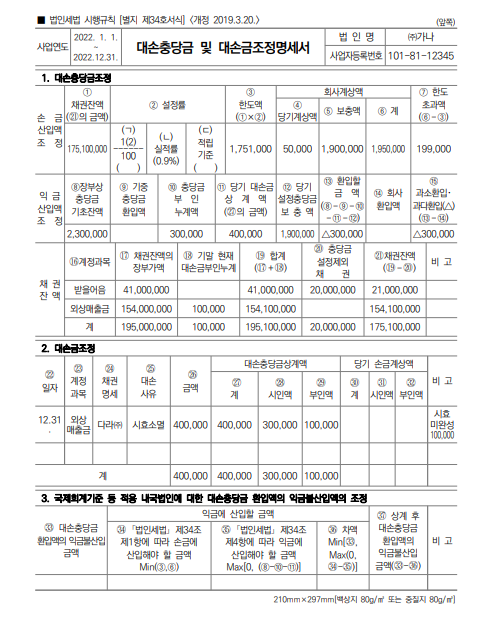 ■ 법인세법 시행규칙 [별지 제34호서식] <개정 2019.3.20.> (앞쪽)
사업연도 2022. 1. 1. ~ 2022.12.31. 대손충당금 및 대손금조정명세서 법 인 명 ㈜가나
사업자등록번호 101-81-12345
1. 대손충당금조정
손 금 산입액 조 정
① 채권잔액 (㉑의 금액) ② 설정률 ③ 한도액 (①×②) 회사계상액 ⑦ 한도 초과액 (⑥-③)
④ 당기계상액 ⑤ 보충액 ⑥ 계
175,100,000 (ㄱ) 1(2) 100 ( ) (ㄴ) 실적률 (0.9%) (ㄷ) 적립 기준 ( ) 1,751,000 50,000 1,900,000 1,950,000 199,000
익 금 산입액 조 정
⑧장부상 충당금 기초잔액 ⑨ 기중 충당금 환입액 ⑩ 충당금 부 인 누계액 ⑪ 당기 대손금 상 계 액 (㉗의 금액) ⑫ 당기 설정충당금 보 충 액 ⑬ 환입할 금 액 (⑧-⑨-⑩ -⑪-⑫) ⑭ 회사 환입액 ⑮ 과소환입· 과다환입(△) (⑬-⑭)
2,300,000 300,000 400,000 1,900,000 △300,000 △300,000
채 권 잔 액
⑯계정과목 ⑰ 채권잔액의 장부가액 ⑱ 기말 현재 대손금부인누계 ⑲ 합계 (⑰+⑱) ⑳ 충당금 설정제외 채 권 ㉑채권잔액 (⑲-⑳) 비 고
받을어음 41,000,000 41,000,000 20,000,000 21,000,000
외상매출금 154,000,000 100,000 154,100,000 154,100,000
계 195,000,000 100,000 195,100,000 20,000,000 175,100,000
2. 대손금조정
㉒ 일자 ㉓ 계정 과목 ㉔ 채권 명세 ㉕ 대손 사유 ㉖ 금액 대손충당금상계액 당기 손금계상액 비 고
㉗ 계 ㉘ 시인액 ㉙ 부인액 ㉚ 계 ㉛ 시인액 ㉜ 부인액
12.31 . 외상 매출금 다라㈜ 시효소멸 400,000 400,000 300,000 100,000 시효 미완성 100,000
계 400,000 400,000 300,000 100,000
3. 국제회계기준 등 적용 내국법인에 대한 대손충당금 환입액의 익금불산입액의 조정
㉝ 대손충당금 환입액의 익금불산입 금액 익금에 산입할 금액 ㊲ 상계 후 대손충당금 환입액의 익금불산입 금액(㉝-㊱) 비 고
㉞ 「법인세법」 제34조 제1항에 따라 손금에 산입해야 할 금액 Min(③,⑥) ㉟ 「법인세법」 제34조 제4항에 따라 익금에 산입해야 할 금액 Max[0, (⑧-⑩-⑪)] ㊱ 차액 Min[㉝, Max(0, ㉞-㉟)]
210mm×297mm[백상지 80g/㎡ 또는 중질지 80g/㎡]